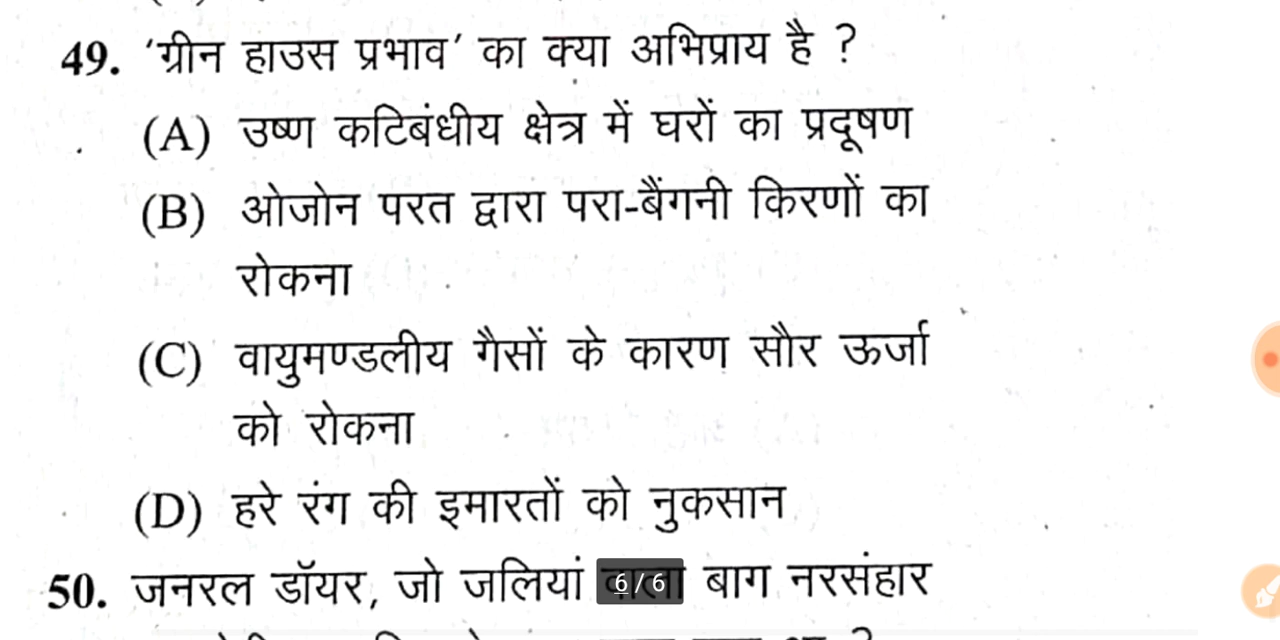 49. ‘ग्रीन हाउस प्रभाव’ का क्या अभिप्राय है ?
(A) उष्ण कटिबंधीय क्षेत्र में घरों का प्रदूषण
(B) ओजोन परत द्वारा परा-बैंगनी किरणों का
रोकना
(C) वायुमण्डलीय गैसों के कारण सौर ऊर्जा
को रोकना
(D) हरे रंग की इमारतों को नुकसान
50. जनरल डॉयर, जो जलियां वाला बाग नरसंहार
6 / 6